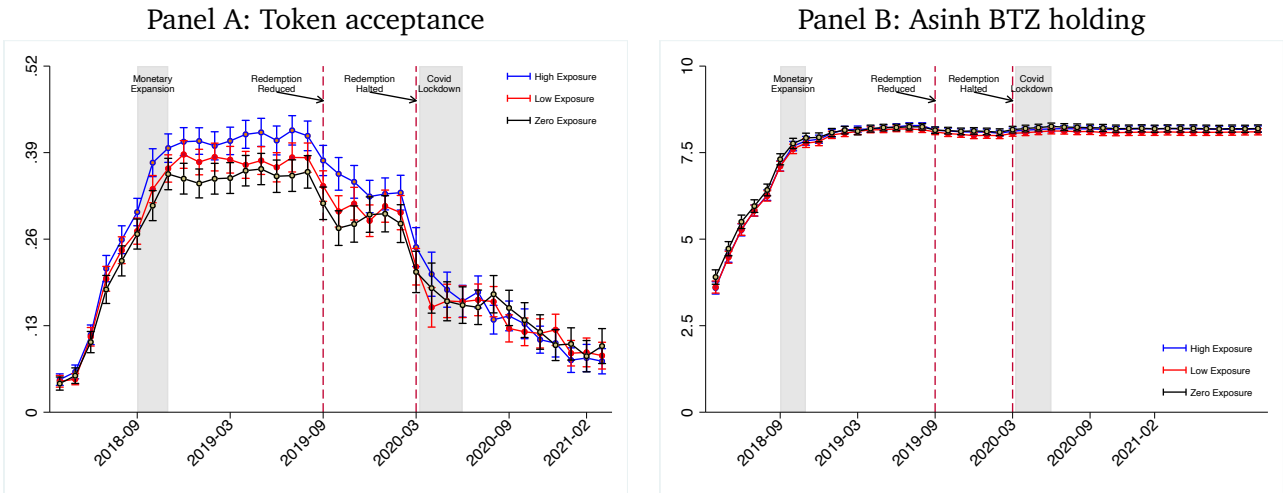 Panel A: Token acceptance
52
39
26
13
0
Monetary
Expansion
Redemption
Reduced
Redemption
Halted
Covid
Lockdown
High Exposure
Low Exposure
Zero Exposure
2018-09
2019-03
2019-09
2020-03
2020-09
2021-02
Panel B: Asinh BTZ holding
10
7.5
5
2.5
0
Monetary
Expansion
Redemption
Reduced
Redemption
Halted
Covid
Lockdown
High Exposure
Low Exposure
Zero Exposure
2018-09
2019-03
2019-09
2020-03
2020-09
2021-02